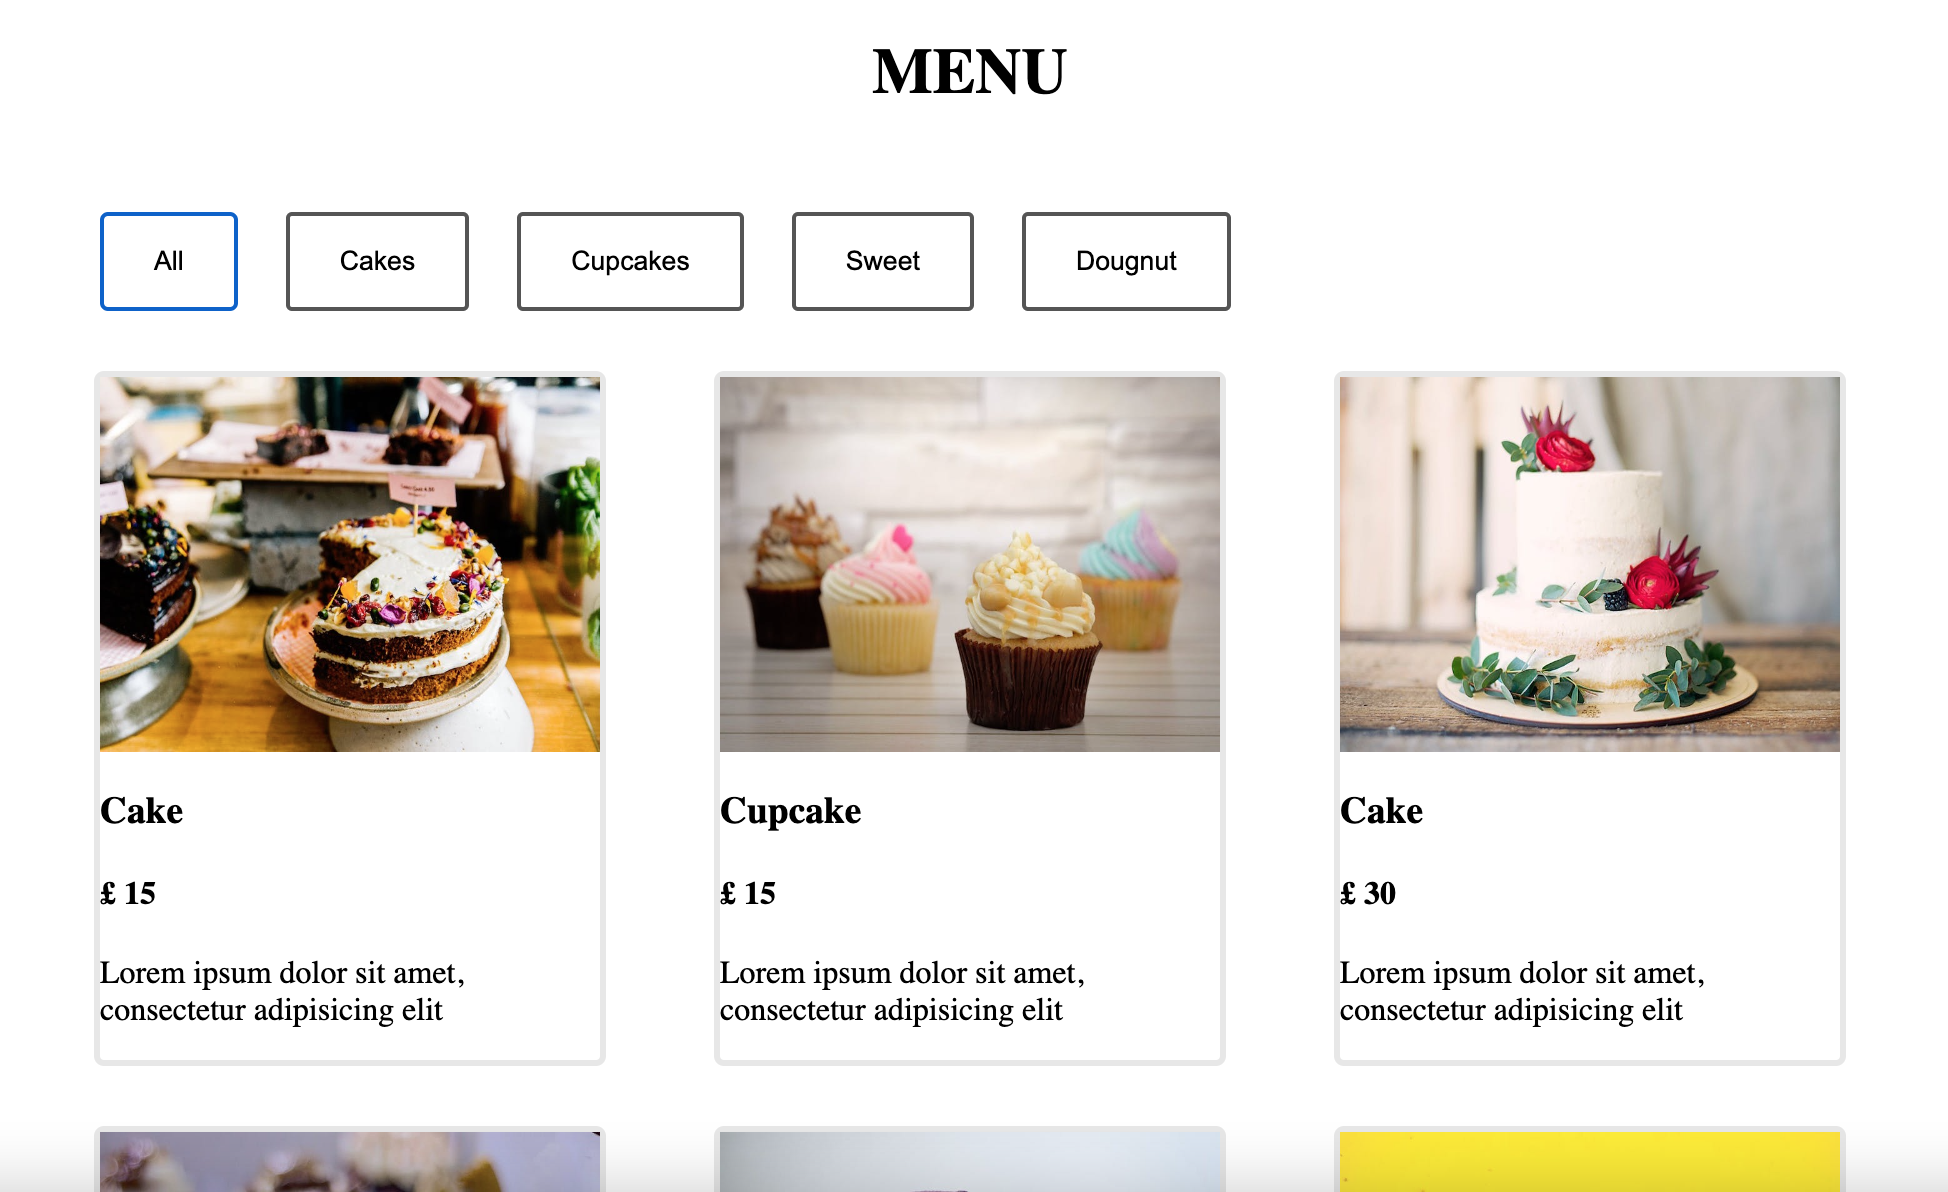 MENU
All
Cakes
Cupcakes
Sweet
Dougnut
Cake
£ 15
Lorem ipsum dolor sit amet,
consectetur adipisicing elit
Cupcake
£ 15
Lorem ipsum dolor sit amet,
consectetur adipisicing elit
Cake
£ 30
Lorem ipsum dolor sit amet,
consectetur adipisicing elit